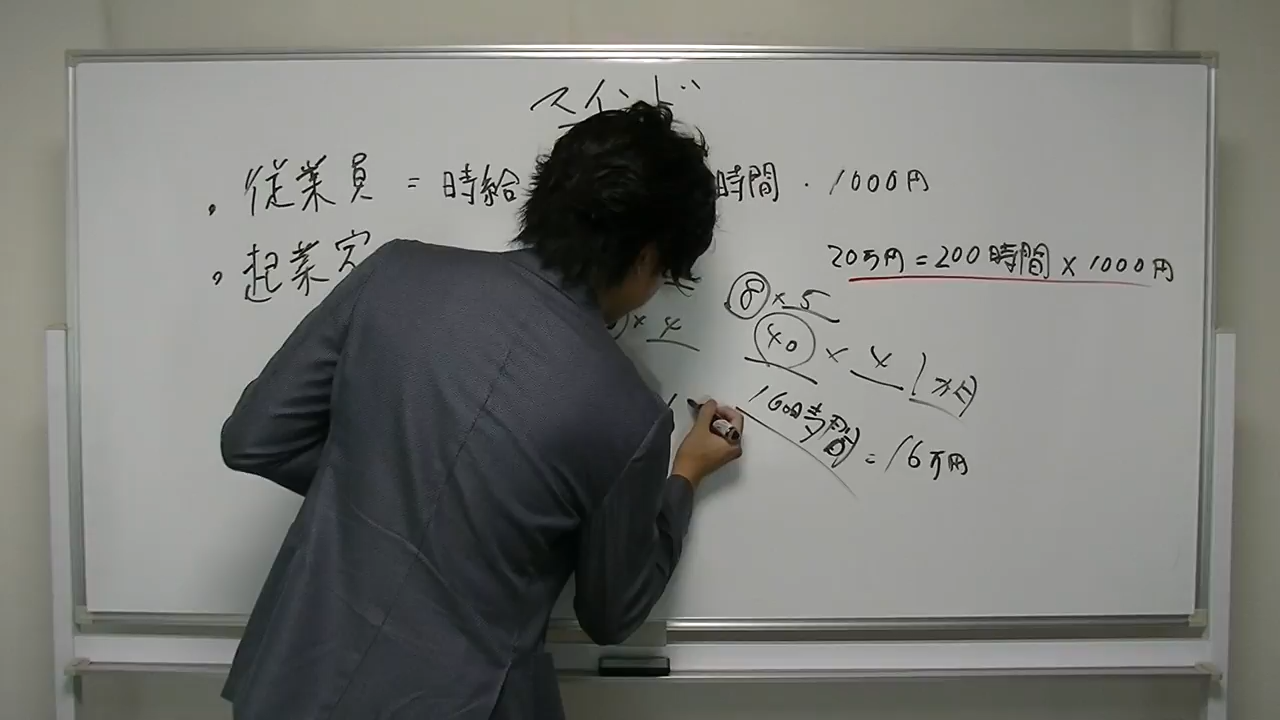 マインド
・従業員 = 時給 時間 ・ 1000円
・起業家
20万円 = 200時間 × 1000円
⑧ × 5
× 4
40 × 4 1ヵ月
160時間 = 16万円